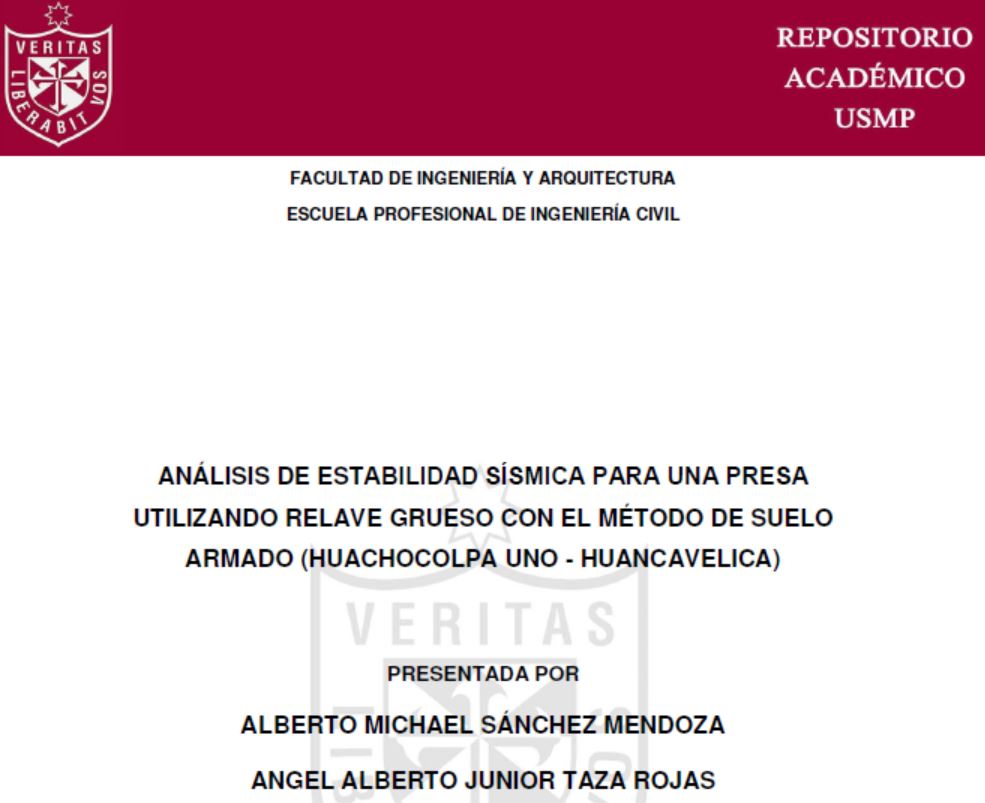 VERITAS
LIBERABIT VOS
REPOSITORIO
ACADÉMICO
USMP
FACULTAD DE INGENIERÍA Y ARQUITECTURA
ESCUELA PROFESIONAL DE INGENIERÍA CIVIL
ANÁLISIS DE ESTABILIDAD SÍSMICA PARA UNA PRESA
UTILIZANDO RELAVE GRUESO CON EL MÉTODO DE SUELO
ARMADO (HUACHOCOLPA UNO - HUANCAVELICA)
VERITAS
PRESENTADA POR
ALBERTO MICHAEL SÁNCHEZ MENDOZA
ANGEL ALBERTO JUNIOR TAZA ROJAS